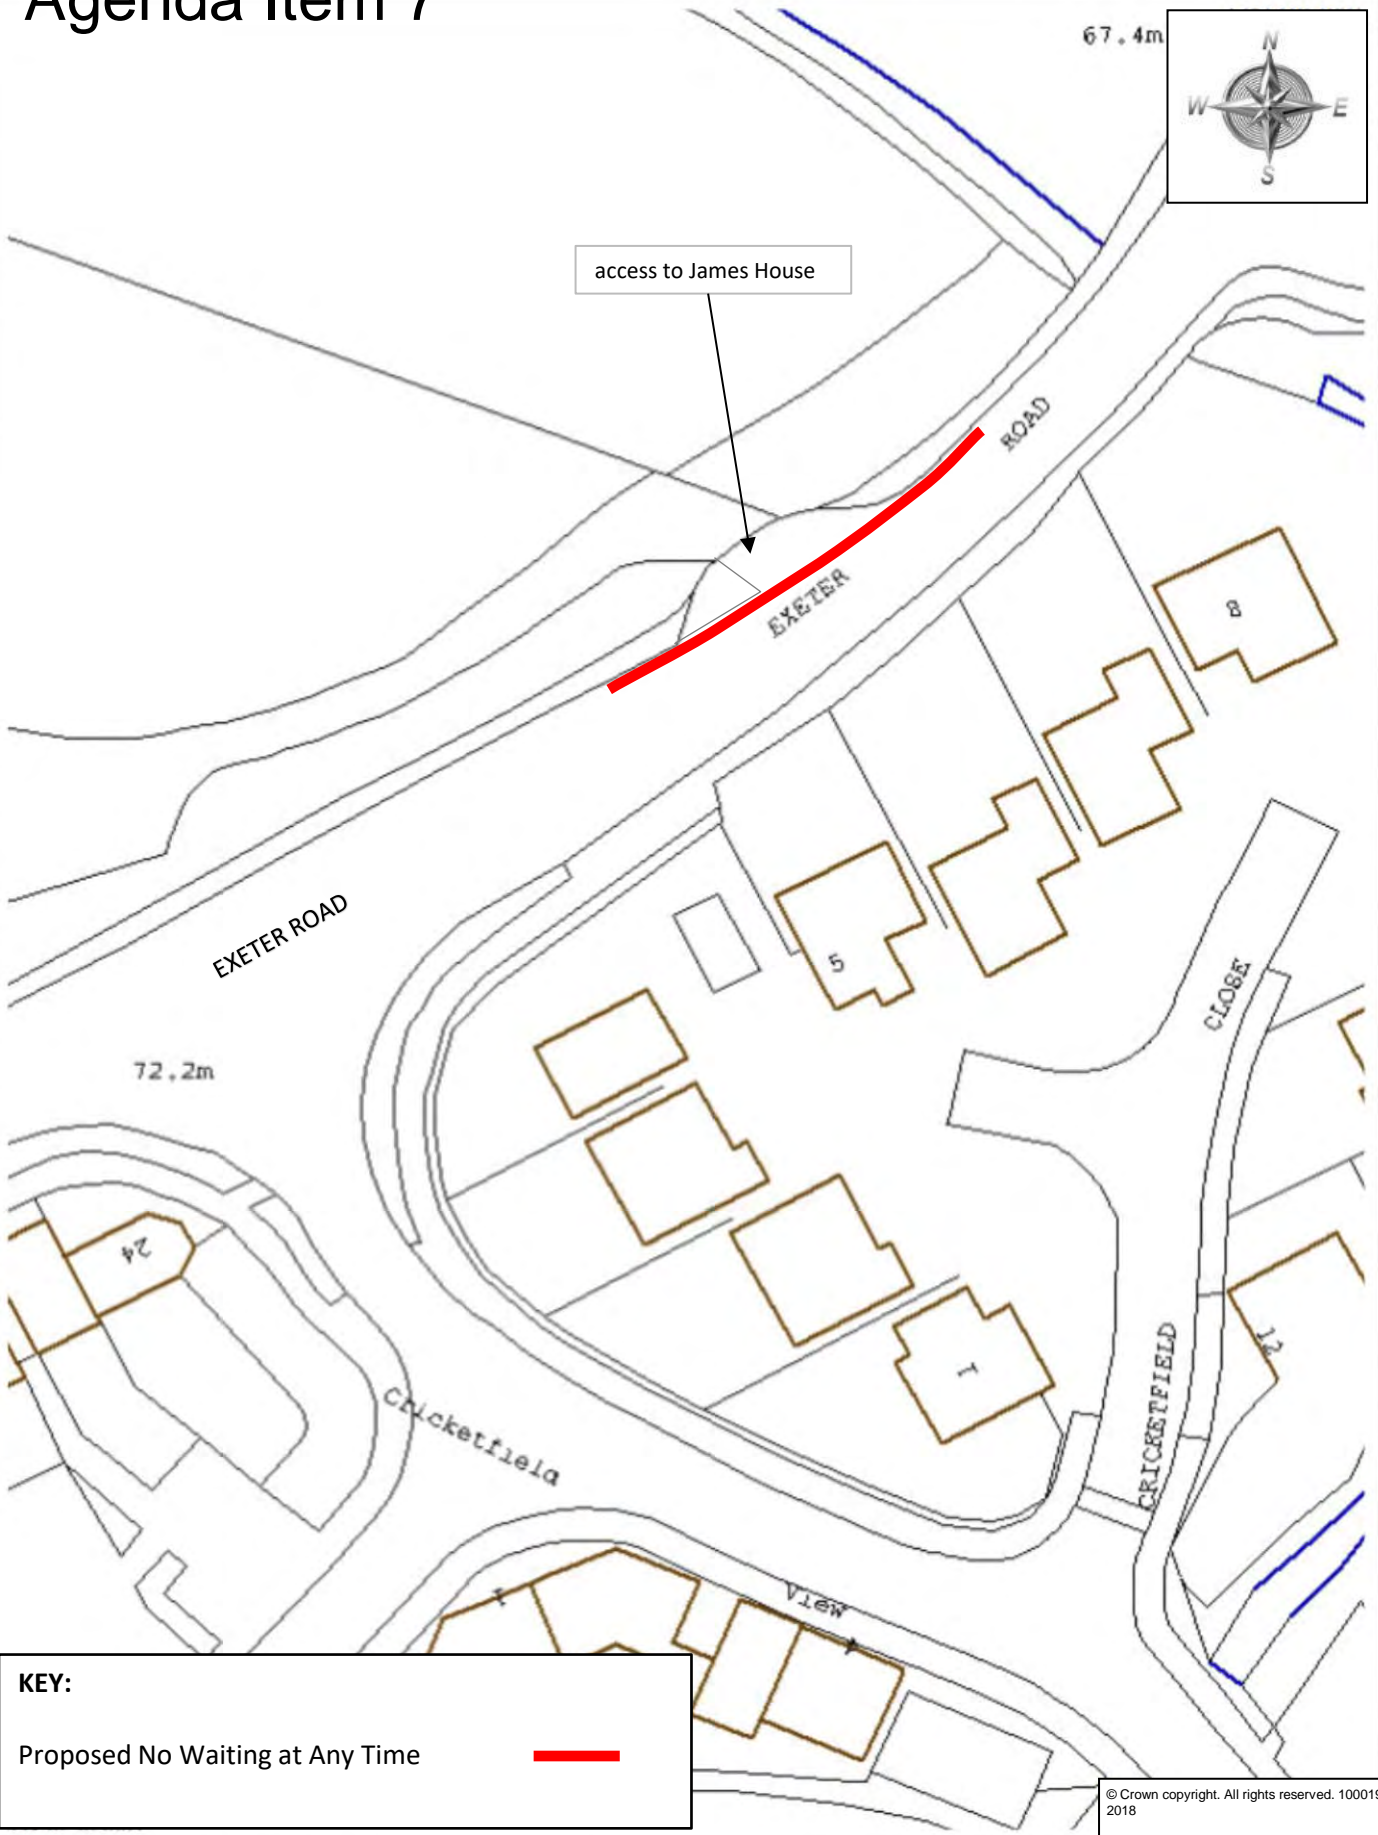 Agenda Item 7
67.4m
N
W E
S
access to James House
ROAD
EXETER
8
5
EXETER ROAD
CLOSE
72.2m
24
12
1
CRICKETFIELD
Cricketfield
View
1
KEY:
Proposed No Waiting at Any Time
© Crown copyright. All rights reserved. 100019
2018